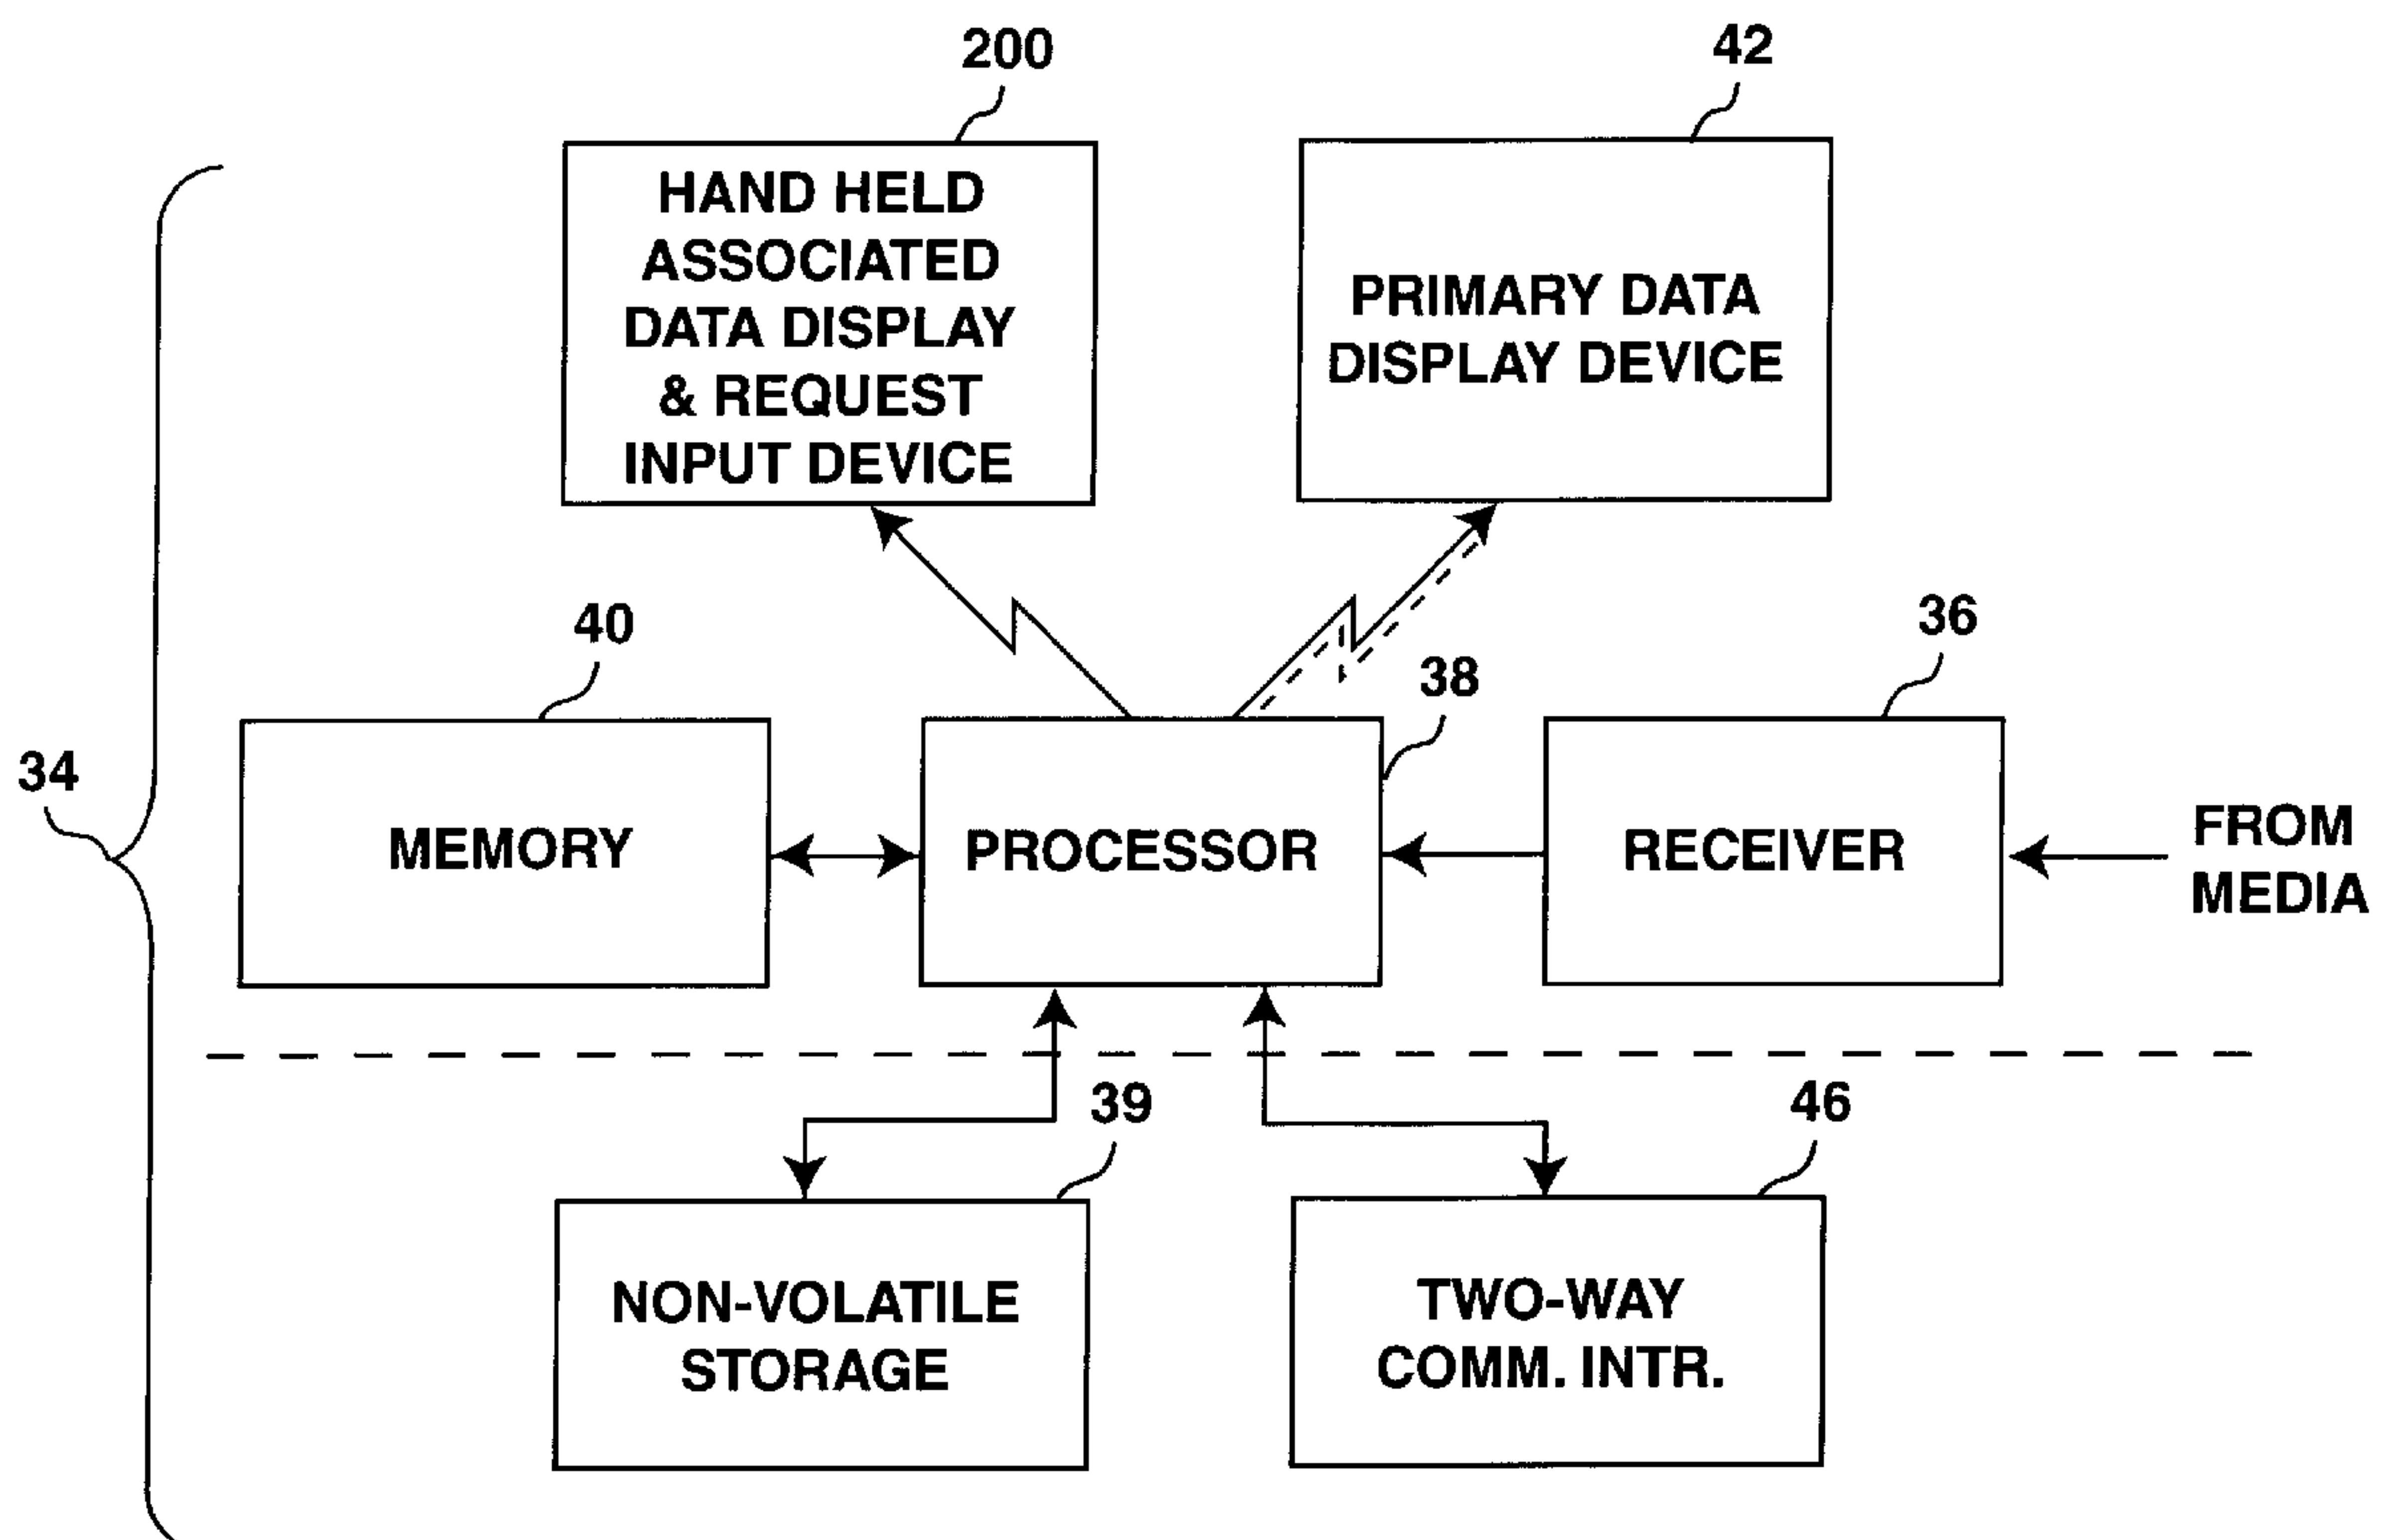 200
42
HAND HELD
ASSOCIATED
DATA DISPLAY
& REQUEST
INPUT DEVICE
PRIMARY DATA
DISPLAY DEVICE
40
38
36
34
MEMORY
PROCESSOR
RECEIVER
FROM
MEDIA
39
46
NON-VOLATILE
STORAGE
TWO-WAY
COMM. INTR.